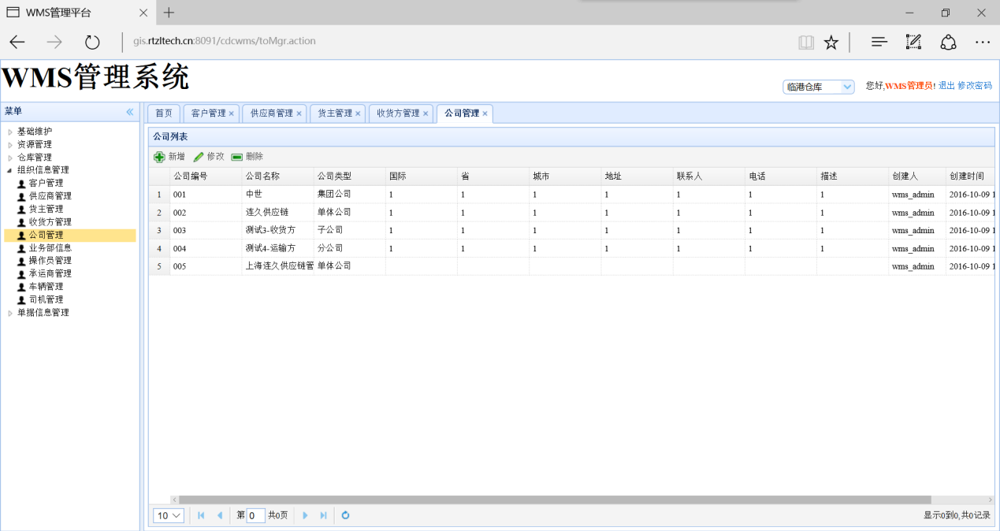 WMS管理平台
gis.rtzltech.cn:8091/cdcwms/toMgr.action
WMS管理系统
临港仓库 您好,WMS管理员! 退出 修改密码
菜单
首页 客户管理 供应商管理 货主管理 收货方管理 公司管理
基础维护
资源管理
仓库管理
组织信息管理
客户管理
供应商管理
货主管理
收货方管理
公司管理
业务部信息
操作员管理
承运商管理
车辆管理
司机管理
单据信息管理
公司列表
新增 修改 删除
公司编号 公司名称 公司类型 国际 省 城市 地址 联系人 电话 描述 创建人 创建时间
1 001 中世 集团公司 1 1 1 1 1 1 1 wms_admin 2016-10-09 1
2 002 连久供应链 单体公司 1 1 1 1 1 1 1 wms_admin 2016-10-09 1
3 003 测试3-收货方 子公司 1 1 1 1 1 1 1 wms_admin 2016-10-09 1
4 004 测试4-运输方 分公司 1 1 1 1 1 1 1 wms_admin 2016-10-09 1
5 005 上海连久供应链管 单体公司 wms_admin 2016-10-09 1
10 第 0 共0页 显示0到0,共0记录